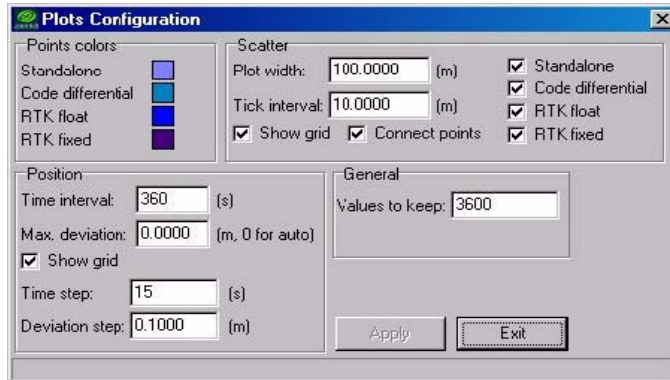 Plots Configuration
Points colors
Standalone
Code differential
RTK float
RTK fixed
Scatter
Plot width: 100.0000 (m)
Tick interval: 10.0000 (m)
Show grid Connect points
Standalone
Code differential
RTK float
RTK fixed
Position
Time interval: 360 (s)
Max. deviation: 0.0000 (m, 0 for auto)
Show grid
Time step: 15 (s)
Deviation step: 0.1000 (m)
General
Values to keep: 3600
Apply Exit